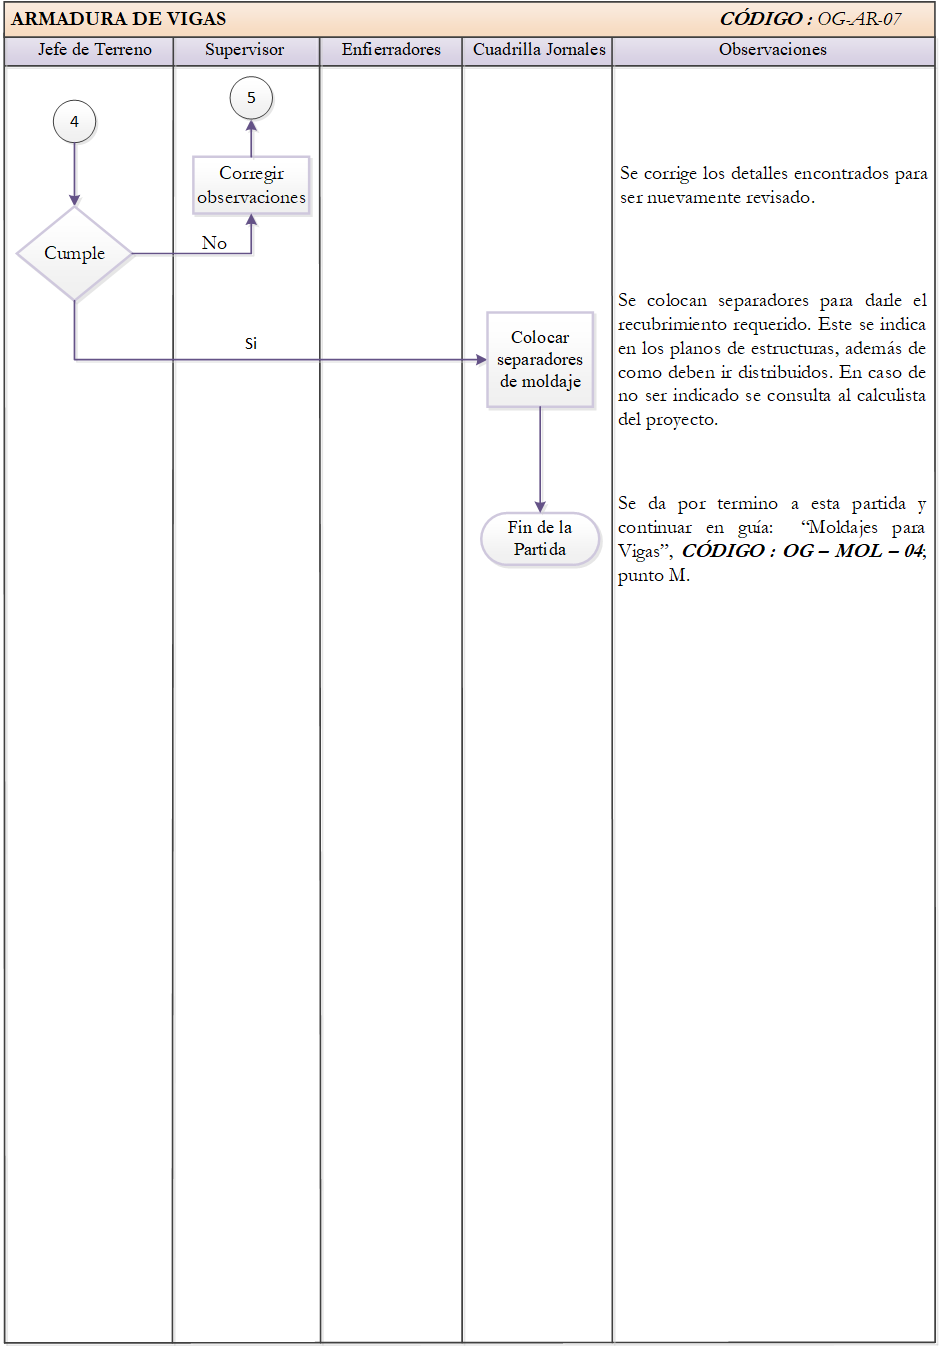 ARMADURA DE VIGAS CÓDIGO : OG-AR-07
Jefe de Terreno Supervisor Enfierradores Cuadrilla Jornales Observaciones
4
5
Corregir
observaciones
Se corrige los detalles encontrados para
ser nuevamente revisado.
Cumple
No
Si
Colocar
separadores
de moldaje
Se colocan separadores para darle el
recubrimiento requerido. Este se indica
en los planos de estructuras, además de
como deben ir distribuidos. En caso de
no ser indicado se consulta al calculista
del proyecto.
Fin de la
Partida
Se da por termino a esta partida y
continuar en guía: “Moldajes para
Vigas”, CÓDIGO : OG – MOL – 04;
punto M.